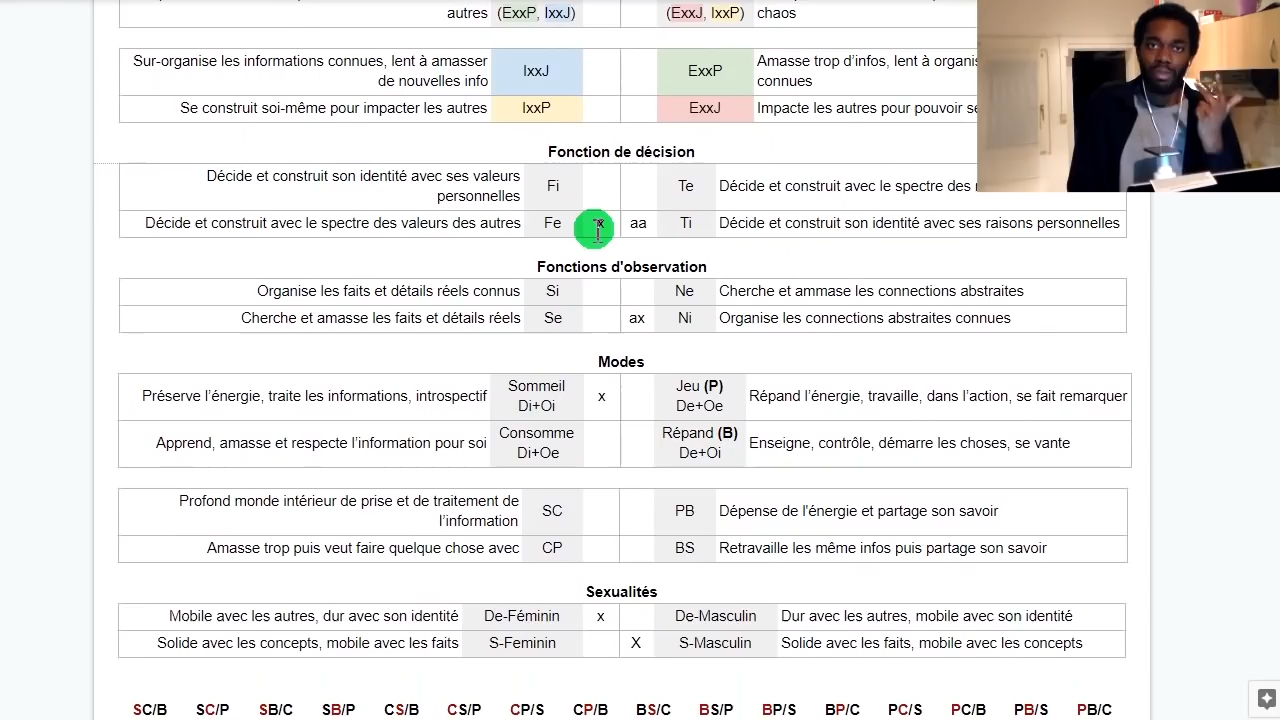 autres (ExxP, IxxJ) (ExxJ, IxxP) chaos
Sur-organise les informations connues, lent à amasser
de nouvelles info
IxxJ
ExxP
Amasse trop d'infos, lent à organis
connues
Se construit soi-même pour impacter les autres IxxP ExxJ Impacte les autres pour pouvoir se
Fonction de décision
Décide et construit son identité avec ses valeurs
personnelles
Fi
Te
Décide et construit avec le spectre des
Décide et construit avec le spectre des valeurs des autres Fe x aa Ti Décide et construit son identité avec ses raisons personnelles
Fonctions d'observation
Organise les faits et détails réels connus Si Ne Cherche et ammase les connections abstraites
Cherche et amasse les faits et détails réels Se ax Ni Organise les connections abstraites connues
Modes
Préserve l'énergie, traite les informations, introspectif
Sommeil
Di+Oi
x
Jeu (P)
De+Oe
Répand l'énergie, travaille, dans l'action, se fait remarquer
Apprend, amasse et respecte l'information pour soi
Consomme
Di+Oe
Répand (B)
De+Oi
Enseigne, contrôle, démarre les choses, se vante
Profond monde intérieur de prise et de traitement de
l'information
SC
PB
Dépense de l'énergie et partage son savoir
Amasse trop puis veut faire quelque chose avec CP BS Retravaille les même infos puis partage son savoir
Sexualités
Mobile avec les autres, dur avec son identité De-Féminin x De-Masculin Dur avec les autres, mobile avec son identité
Solide avec les concepts, mobile avec les faits S-Feminin X S-Masculin Solide avec les faits, mobile avec les concepts
SC/B SC/P SB/C SB/P CS/B CS/P CP/S CP/B BS/C BS/P BP/S BP/C PC/S PC/B PB/S PB/C